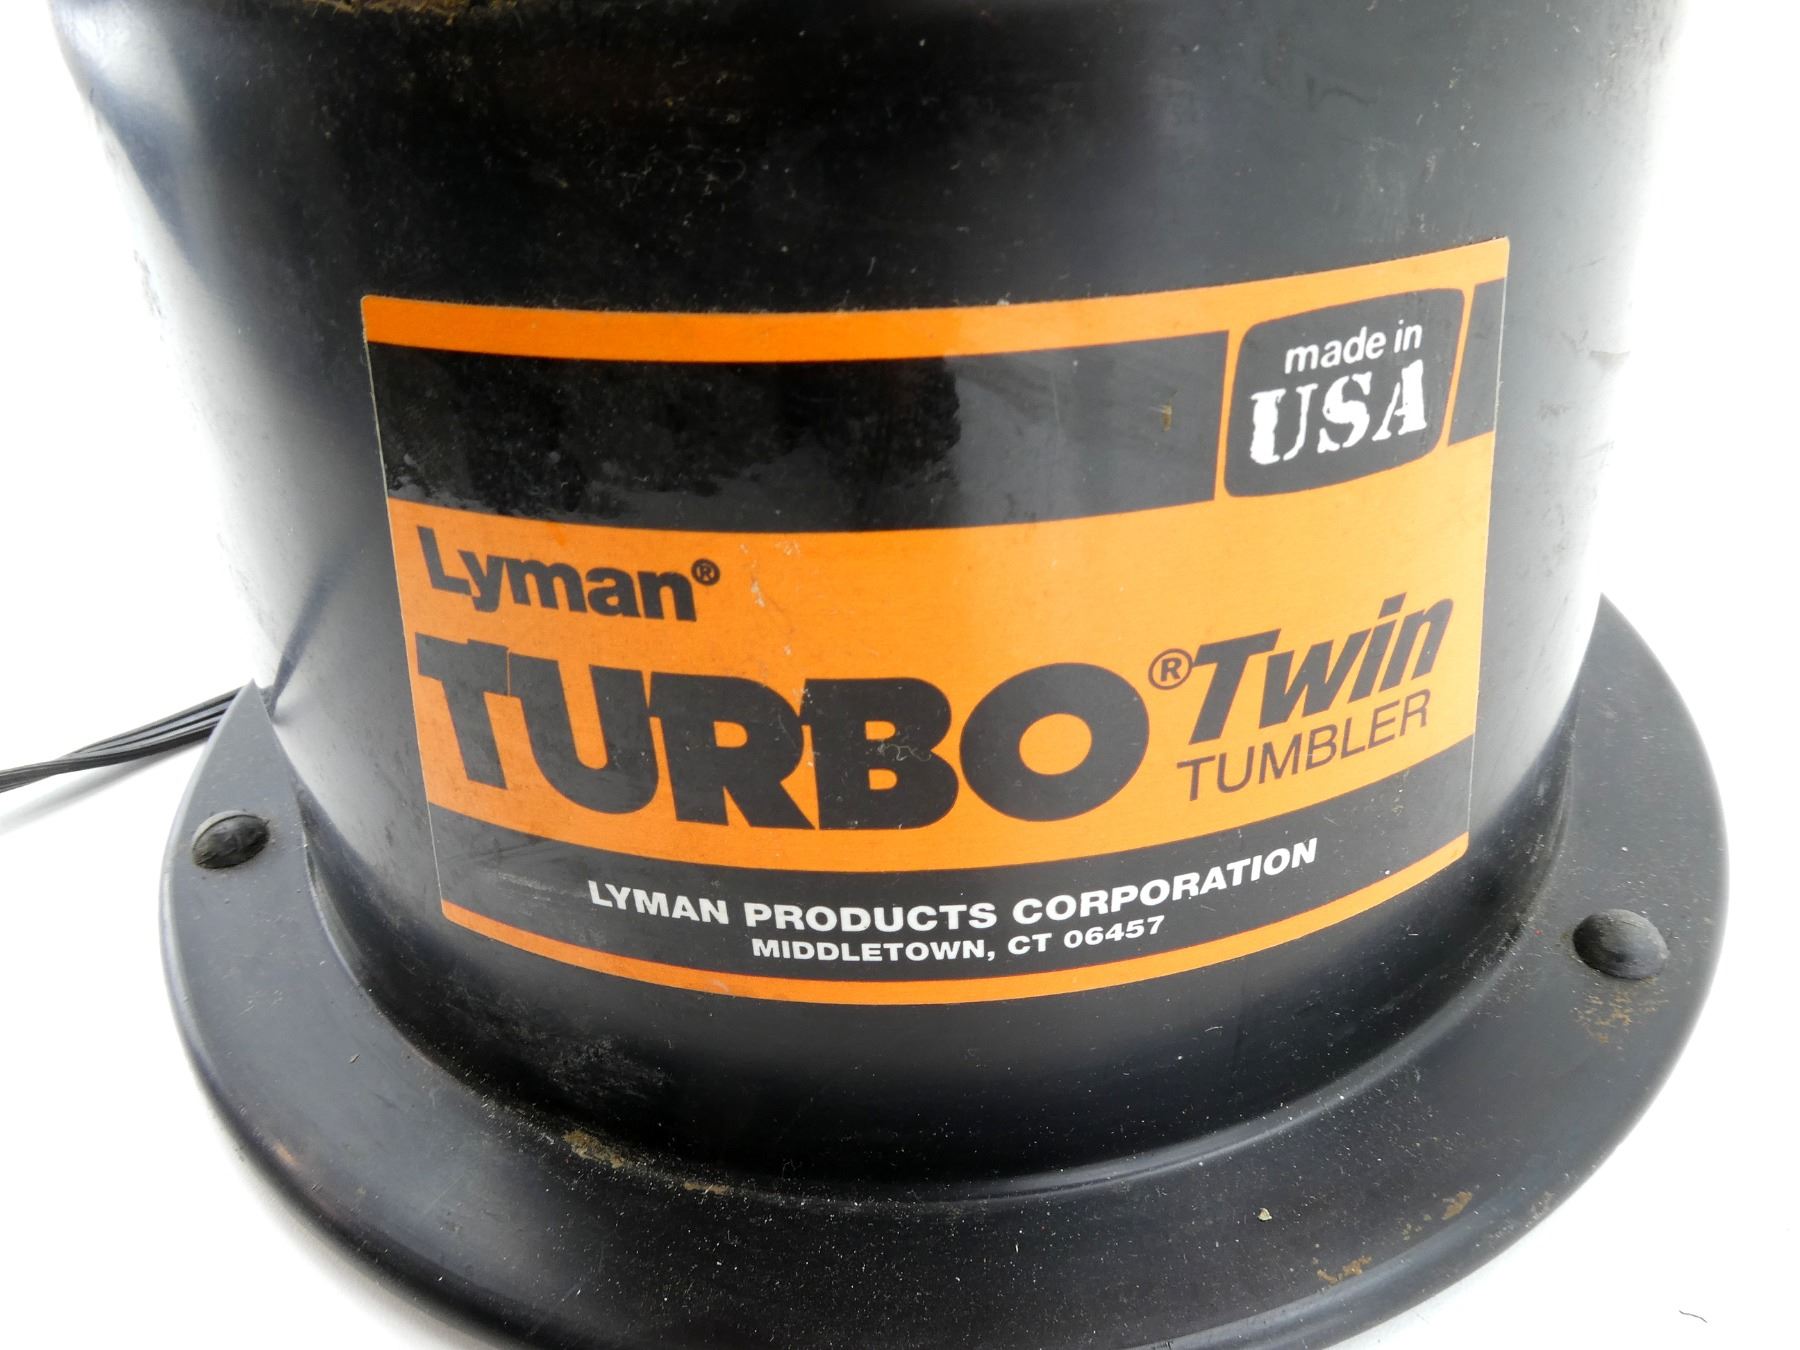 made in
USA
Lyman®
TURBO® Twin
TUMBLER
LYMAN PRODUCTS CORPORATION
MIDDLETOWN, CT 06457